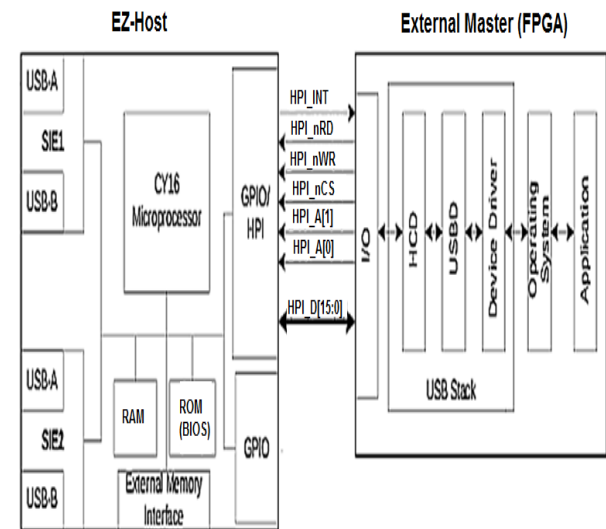 EZ-Host
External Master (FPGA)
USB-A
SIE1
USB-B
CY16
Microprocessor
GPIO/
HPI
USB-A
SIE2
USB-B
RAM
ROM
(BIOS)
GPIO
External Memory
Interface
HPI_INT
HPI_nRD
HPI_nWR
HPI_nCS
HPI_A[1]
HPI_A[0]
HPI_D[15:0]
I/O
HCD
USBD
Device Driver
USB Stack
Operating
System
Application